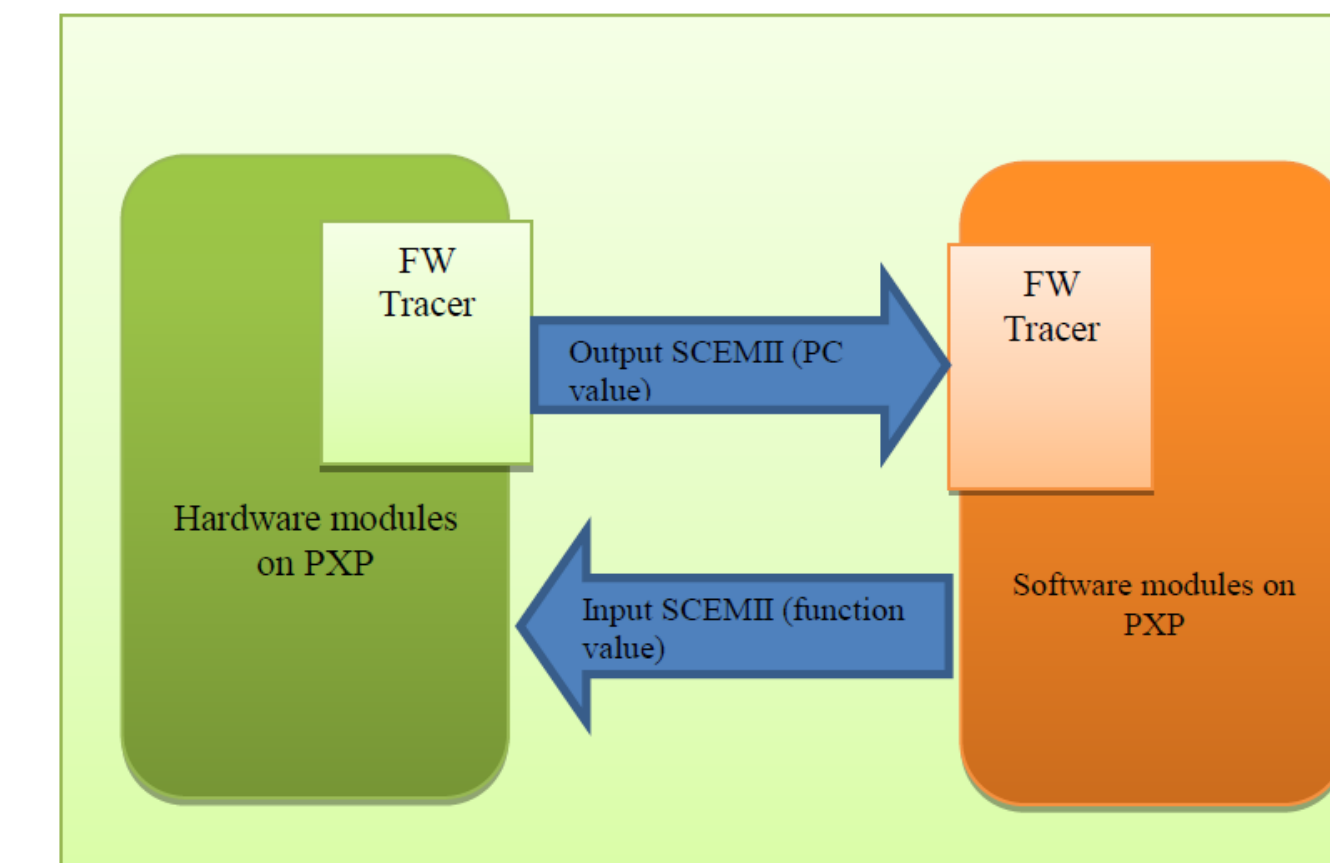 FW
Tracer
Output SCEMII (PC
value)
FW
Tracer
Hardware modules
on PXP
Input SCEMII (function
value)
Software modules on
PXP